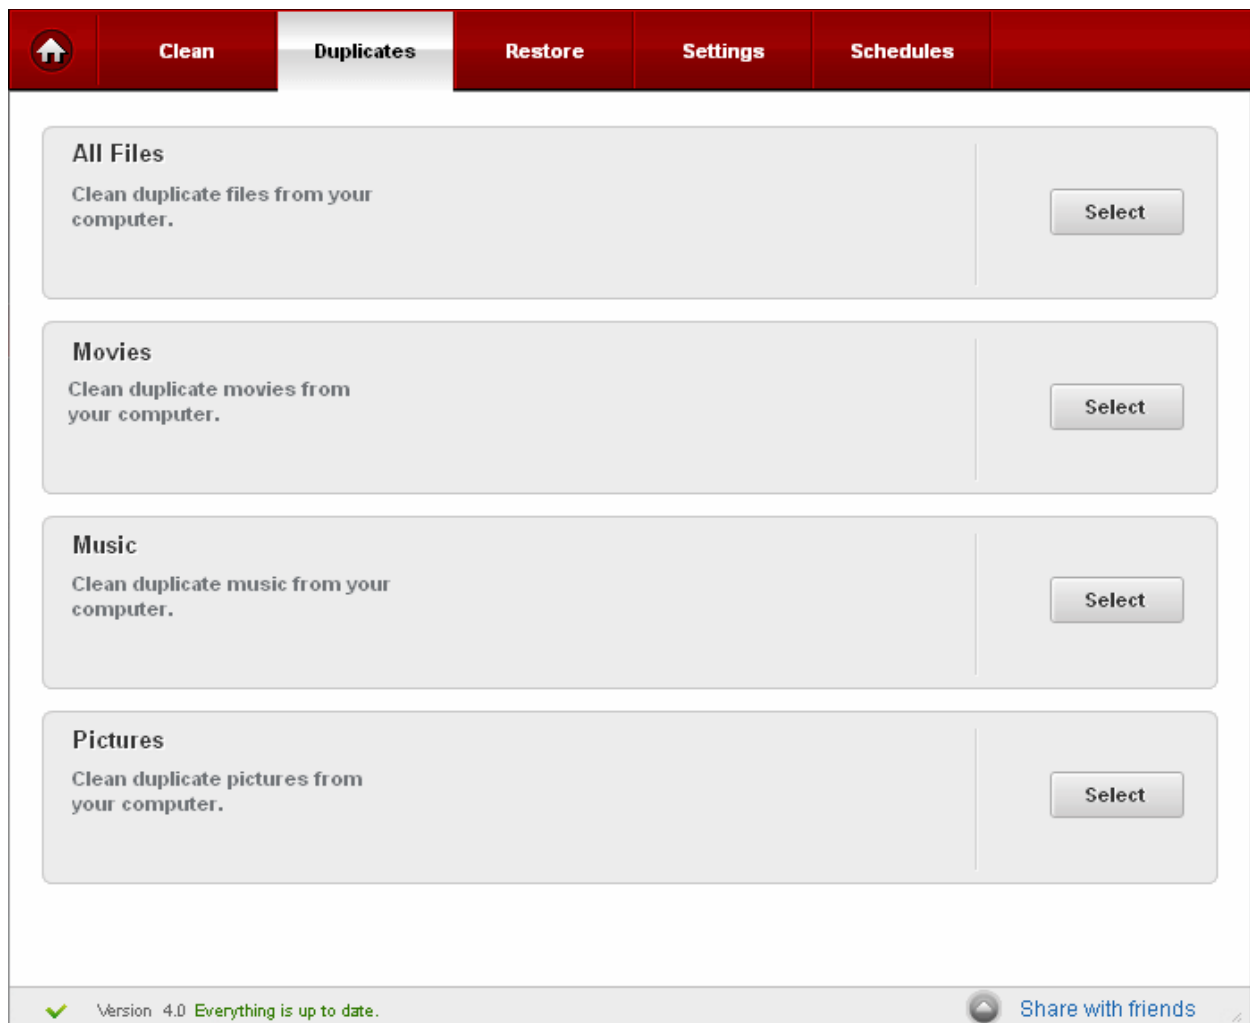 Clean
Duplicates
Restore
Settings
Schedules
All Files
Clean duplicate files from your
computer.
Select
Movies
Clean duplicate movies from
your computer.
Select
Music
Clean duplicate music from your
computer.
Select
Pictures
Clean duplicate pictures from
your computer.
Select
Version 4.0 Everything is up to date.
Share with friends